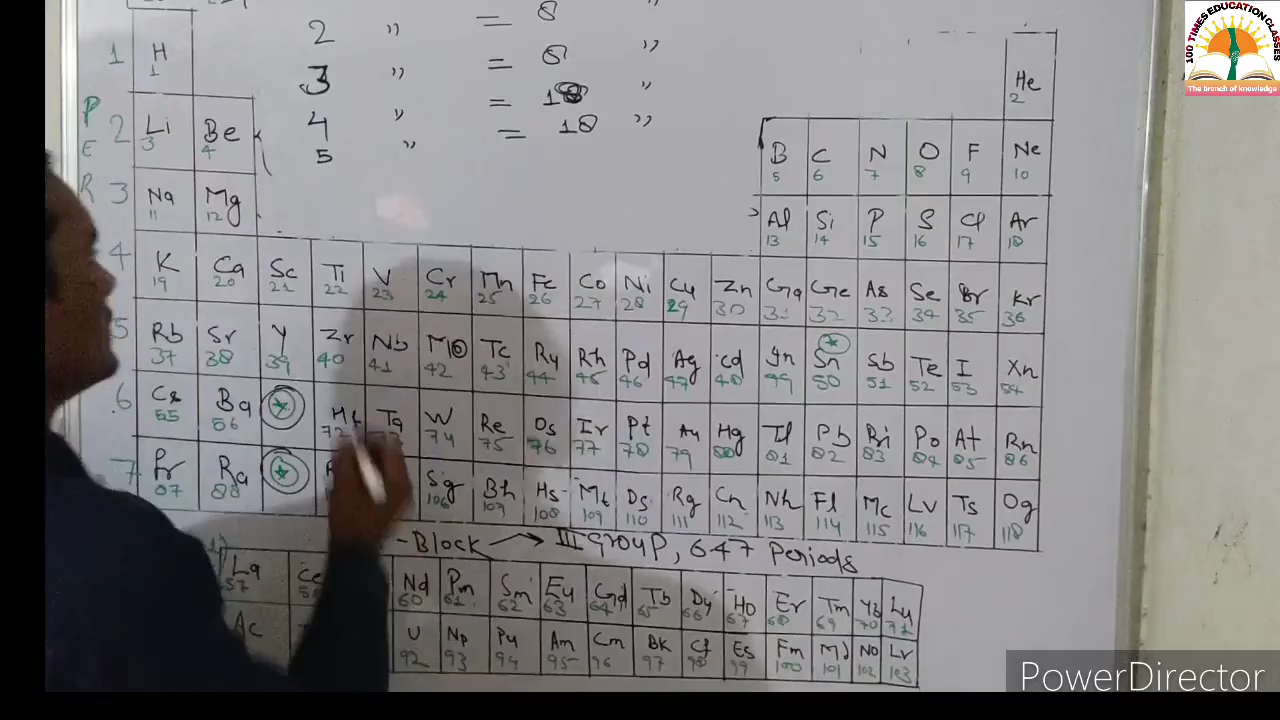 2 " = 8 "
3 " = 8 "
4 " = 18 "
5 " = 18 "
P
E
R
1 H He
1 2
2 Li Be B C N O F Ne
3 4 5 6 7 8 9 10
3 Na Mg Al Si P S Cl Ar
11 12 13 14 15 16 17 18
4 K Ca Sc Ti V Cr Mn Fe Co Ni Cu Zn Ga Ge As Se Br Kr
19 20 21 22 23 24 25 26 27 28 29 30 31 32 33 34 35 36
5 Rb Sr Y Zr Nb Mo Tc Ru Rh Pd Ag Cd In Sn Sb Te I Xn
37 38 39 40 41 42 43 44 45 46 47 48 49 50 51 52 53 54
6 Cs Ba Hf Ta W Re Os Ir Pt Au Hg Tl Pb Bi Po At Rn
55 56 72 74 75 76 77 78 79 80 81 82 83 84 85 86
7 Fr Ra Sg Bh Hs Mt Ds Rg Cn Nh Fl Mc Lv Ts Og
87 88 106 107 108 109 110 111 112 113 114 115 116 117 118
-Block → III group, 6 & 7 Periods
La Ce Nd Pm Sm Eu Gd Tb Dy Ho Er Tm Yb Lu
57 60 61 62 63 64 65 66 67 68 69 70 71
Ac U Np Pu Am Cm BK Cf Es Fm Md No Lr
92 93 94 95 96 97 98 99 100 101 102 103
100 TIMES EDUCATION CLASSES
The branch of knowledge
PowerDirector